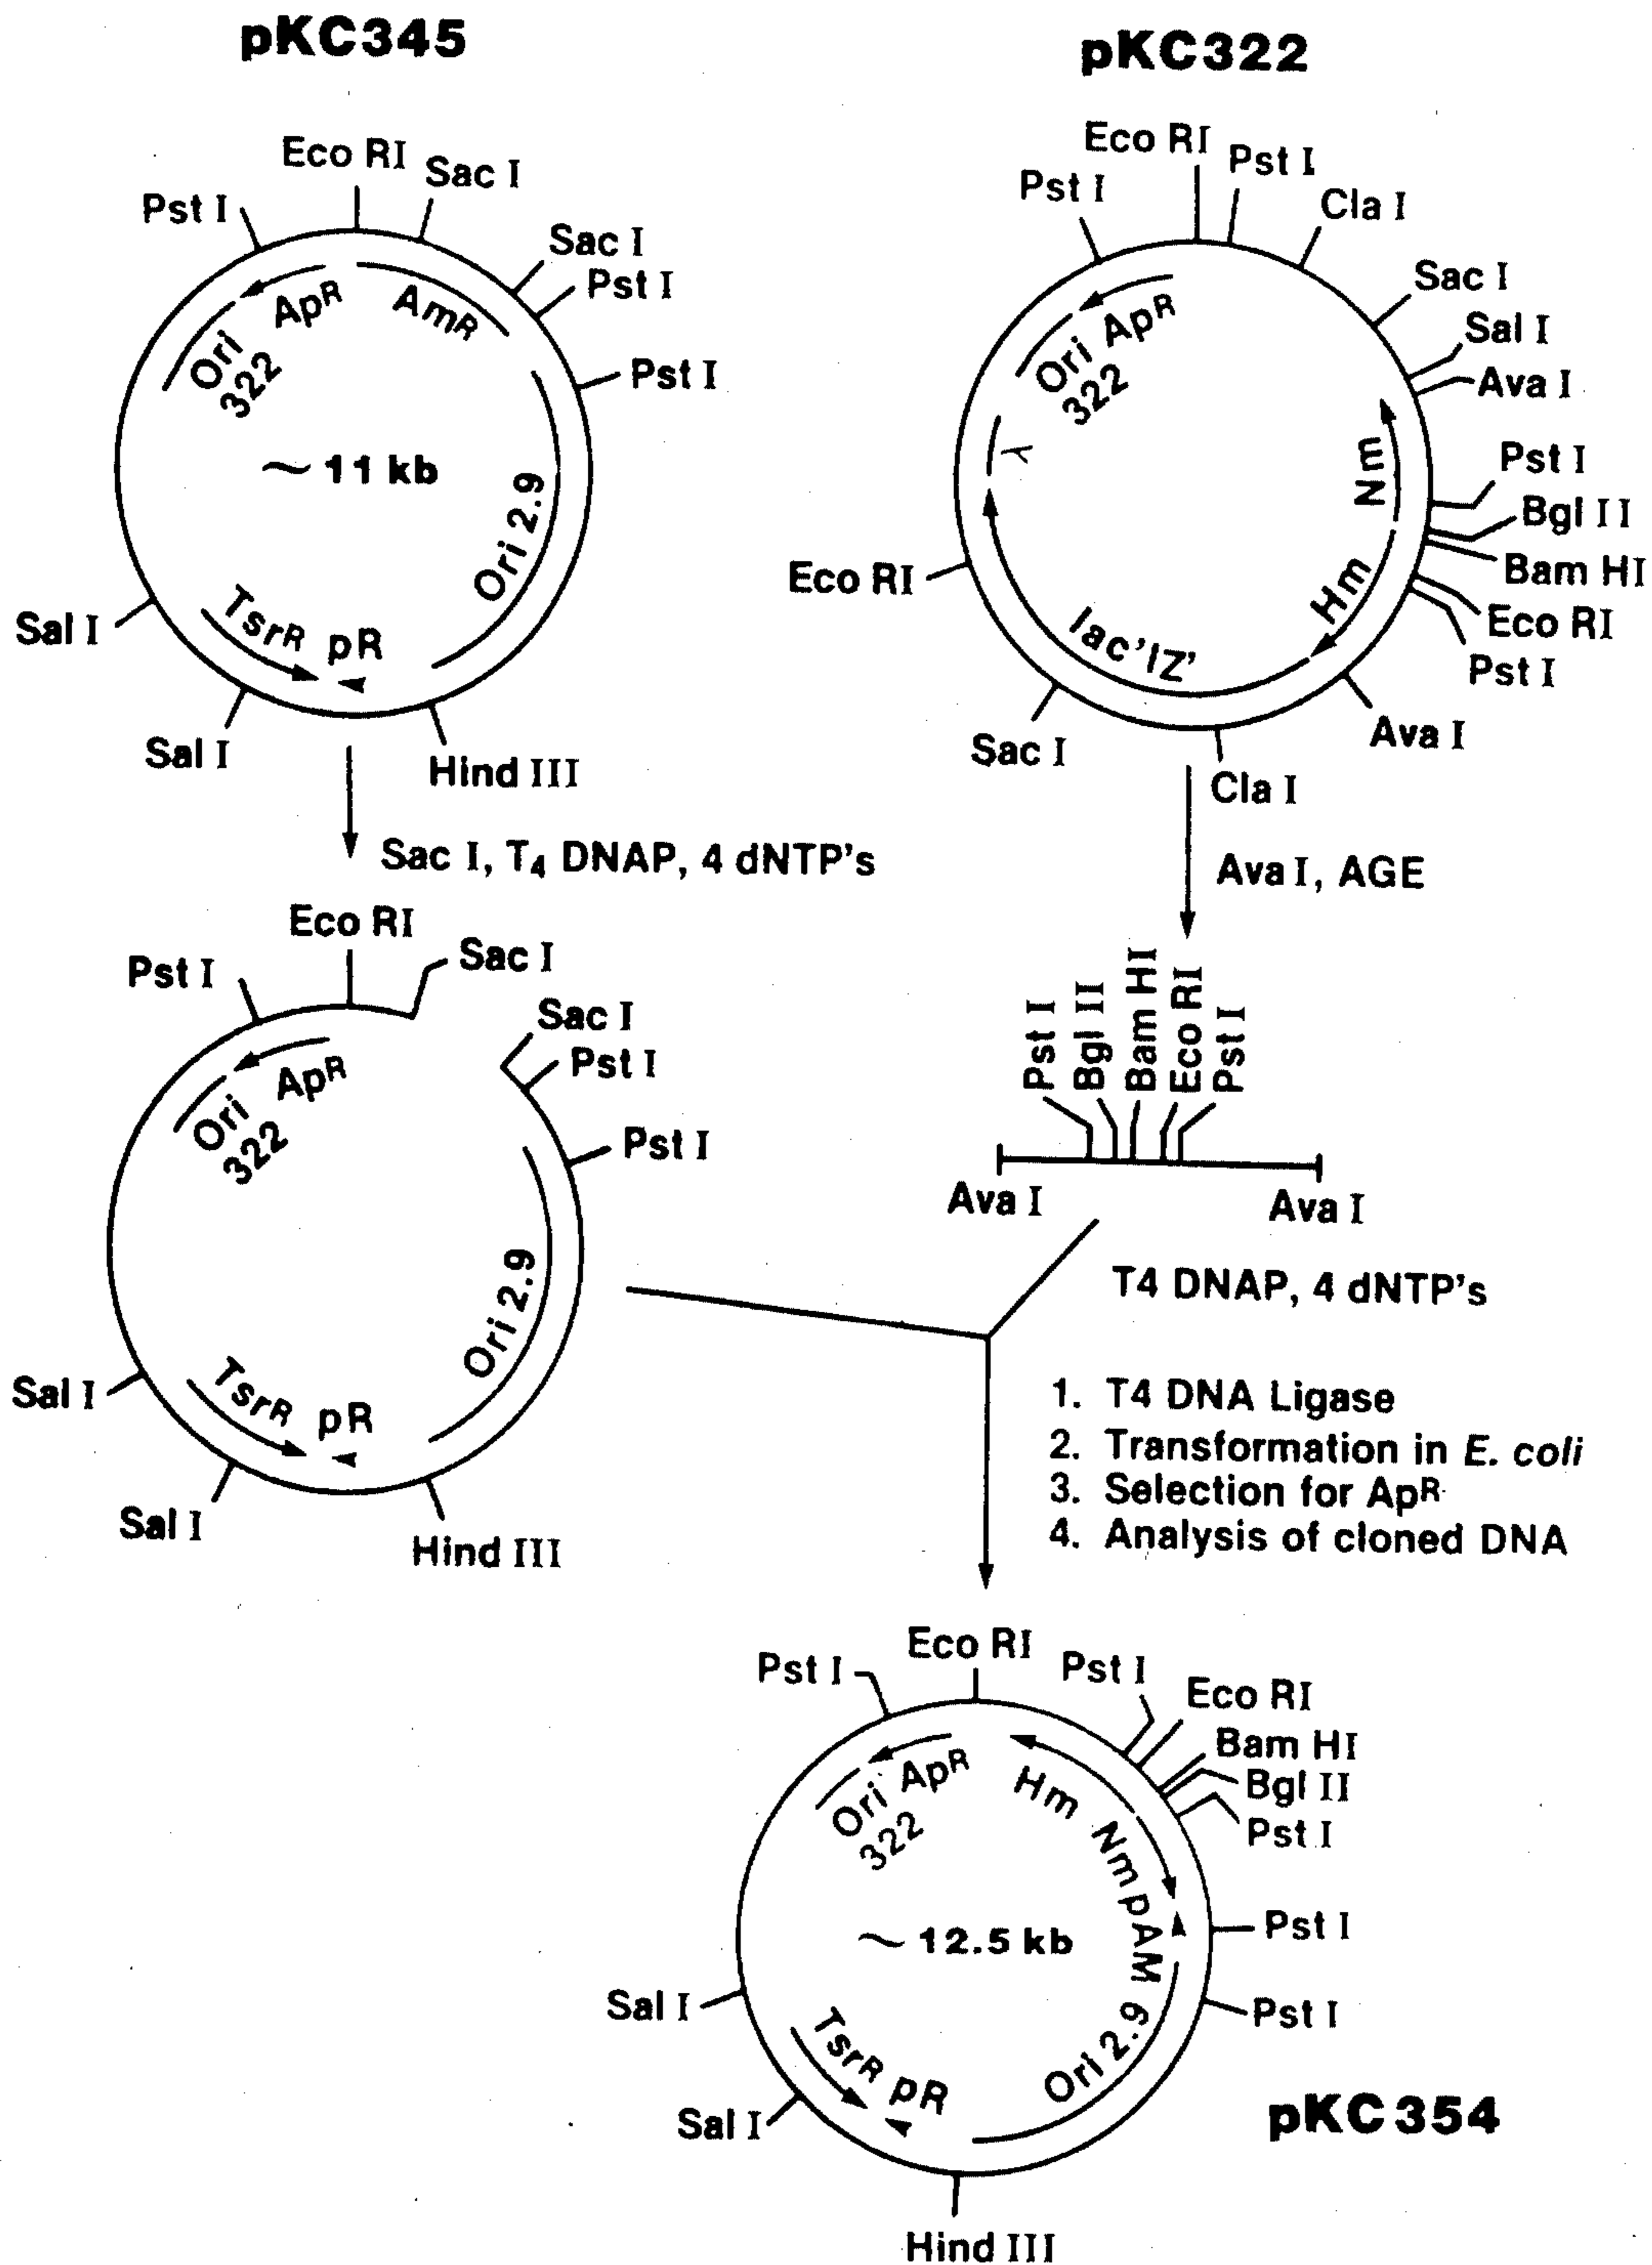 pKC345
Eco RI
Sac I
Pst I
Sac I
Pst I
Pst I
ApR
AmR
Ori
322
~ 11 kb
Ori 2.9
TsrR pR
Sal I
Sal I
Hind III
Sac I, T4 DNAP, 4 dNTP's
pKC322
Eco RI
Pst I
Pst I
Cla I
Sac I
Sal I
Ava I
Pst I
Bgl II
Bam HI
Eco RI
Pst I
Ava I
Cla I
Sac I
Eco RI
Ori ApR
322
Y
Nm
Hm
lac'IZ'
Ava I, AGE
Eco RI
Sac I
Pst I
Sac I
Pst I
Pst I
Ori ApR
322
Ori 2.9
TsrR pR
Sal I
Sal I
Hind III
Pst I
Bgl II
Bam HI
Eco RI
Pst I
Ava I
Ava I
T4 DNAP, 4 dNTP's
1. T4 DNA Ligase
2. Transformation in E. coli
3. Selection for ApR
4. Analysis of cloned DNA
Eco RI
Pst I
Pst I
Eco RI
Bam HI
Bgl II
Pst I
Pst I
Pst I
Ori ApR
322
Hm NmpAM
~ 12.5 kb
Ori 2.9
TsrR pR
Sal I
Sal I
Hind III
pKC354